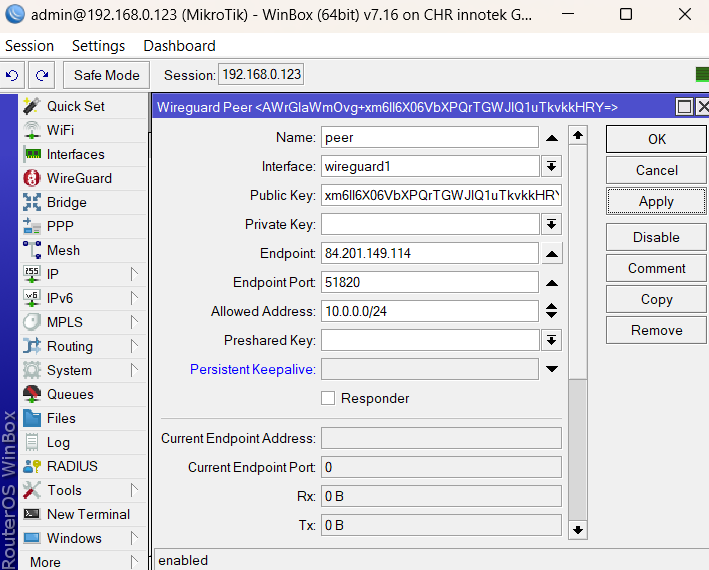 admin@192.168.0.123 (MikroTik) - WinBox (64bit) v7.16 on CHR innotek G...
Session Settings Dashboard
Safe Mode Session: 192.168.0.123
Quick Set
WiFi
Interfaces
WireGuard
Bridge
PPP
Mesh
IP
IPv6
MPLS
Routing
System
Queues
Files
Log
RADIUS
Tools
New Terminal
Windows
More
RouterOS WinBox
Wireguard Peer <AWrGlaWmOvg+xm6Il6X06VbXPQrTGWJlQ1uTkvkkHRY=>
Name: peer
Interface: wireguard1
Public Key: xm6Il6X06VbXPQrTGWJlQ1uTkvkkHRY
Private Key:
Endpoint: 84.201.149.114
Endpoint Port: 51820
Allowed Address: 10.0.0.0/24
Preshared Key:
Persistent Keepalive:
Responder
Current Endpoint Address:
Current Endpoint Port: 0
Rx: 0 B
Tx: 0 B
enabled
OK
Cancel
Apply
Disable
Comment
Copy
Remove